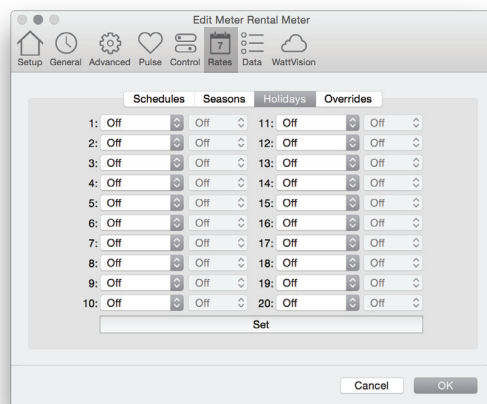 Edit Meter Rental Meter
7
Setup General Advanced Pulse Control Rates Data WattVision
Schedules Seasons Holidays Overrides
1: Off Off 11: Off Off
2: Off Off 12: Off Off
3: Off Off 13: Off Off
4: Off Off 14: Off Off
5: Off Off 15: Off Off
6: Off Off 16: Off Off
7: Off Off 17: Off Off
8: Off Off 18: Off Off
9: Off Off 19: Off Off
10: Off Off 20: Off Off
Set
Cancel OK